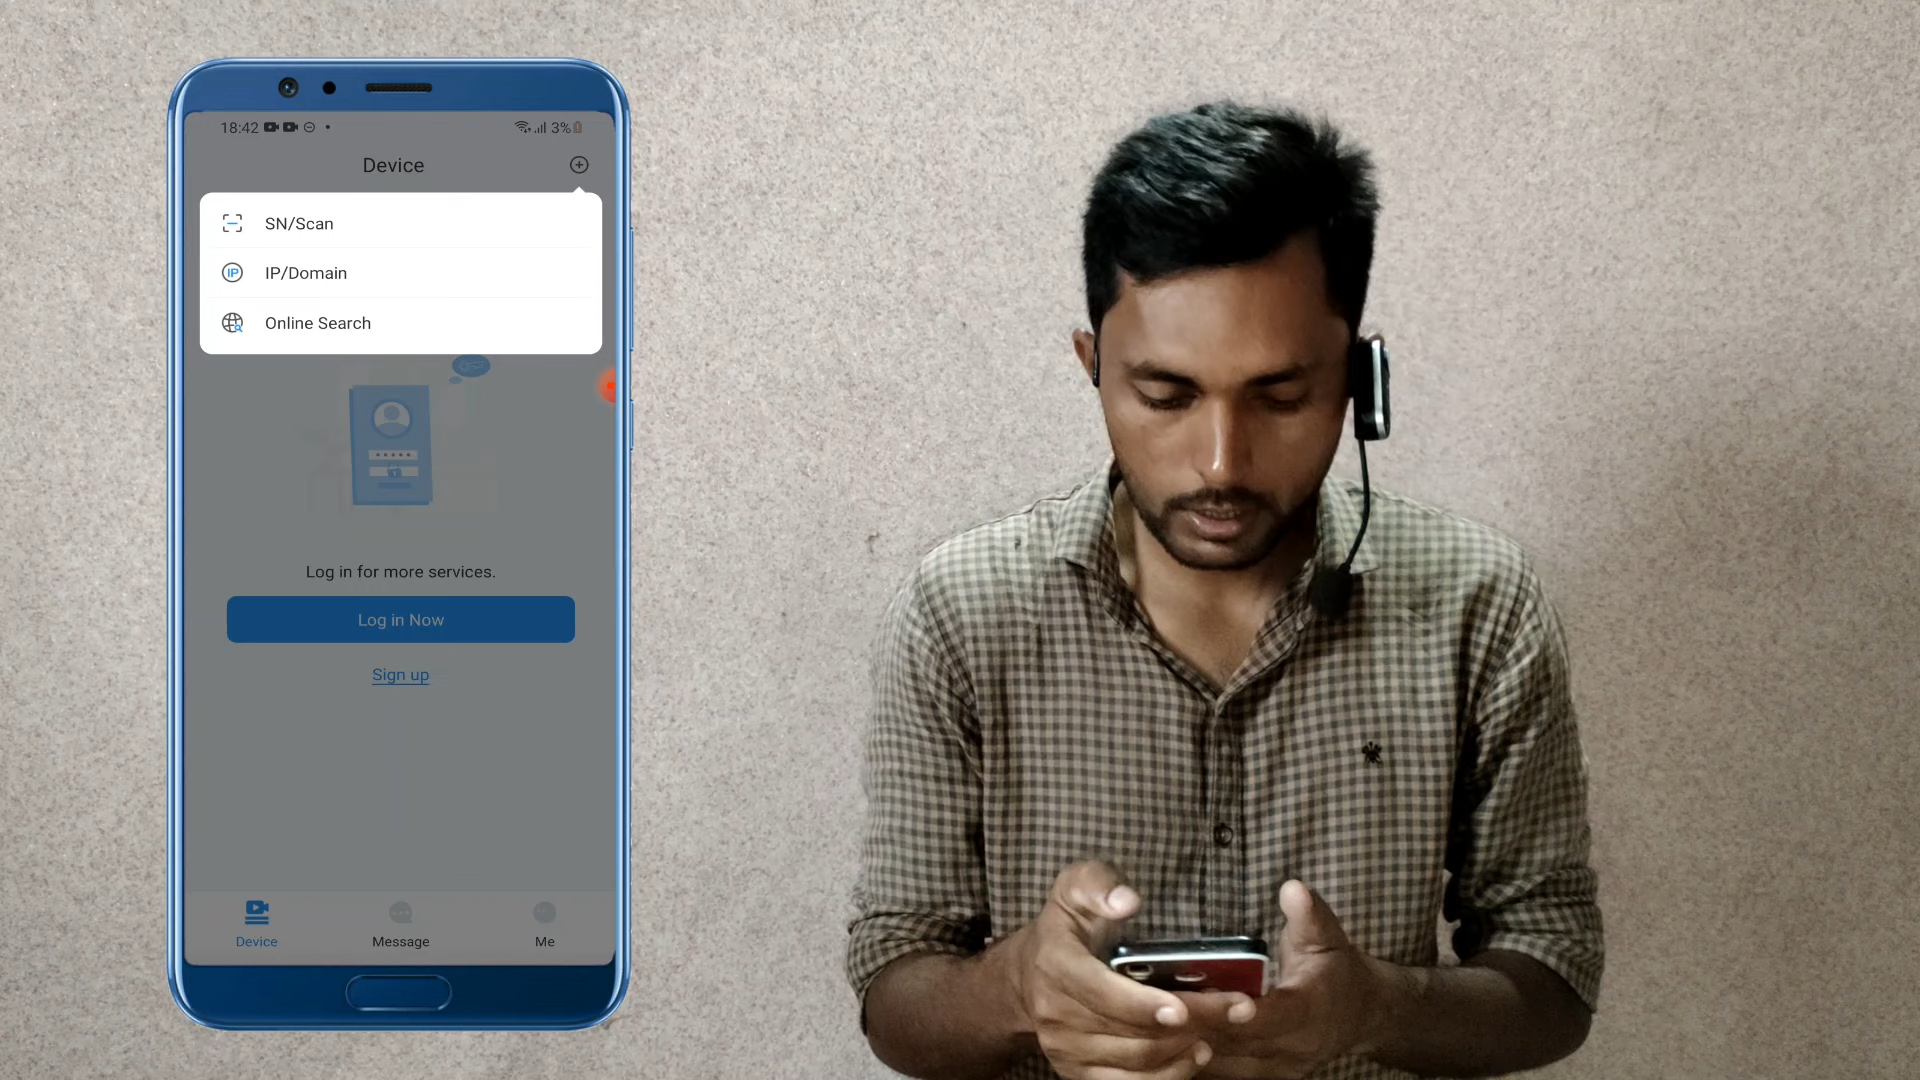 18:42 3%
Device
SN/Scan
IP IP/Domain
Online Search
Log in for more services.
Log in Now
Sign up
Device Message Me